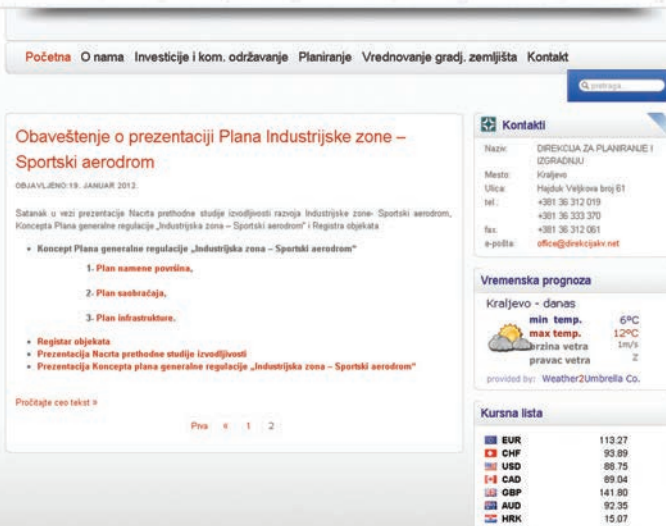 Početna O nama Investicije i kom. održavanje Planiranje Vrednovanje gradj. zemljišta Kontakt
pretraga...
Obaveštenje o prezentaciji Plana Industrijske zone –
Sportski aerodrom
OBJAVLJENO:19. JANUAR 2012.
Satanak u vezi prezentacije Nacrta prethodne studije izvodljivosti razvoja Industrijske zone- Sportski aerodrom,
Koncepta Plana generalne regulacije „Industrijska zona – Sportski aerodrom" i Registra objekata
Koncept Plana generalne regulacije „Industrijska zona – Sportski aerodrom"
1- Plan namene površina,
2- Plan saobraćaja,
3- Plan infrastrukture.
Registar objekata
Prezentacija Nacrta prethodne studije izvodljivosti
Prezentacija Koncepta plana generalne regulacije „Industrijska zona – Sportski aerodrom"
Pročitajte ceo tekst »
Prva « 1 2
Kontakti
Naziv: DIREKCIJA ZA PLANIRANJE I
IZGRADNJU
Mesto: Kraljevo
Ulica: Hajduk Veljkova broj 61
tel.: +381 36 312 019
+381 36 333 370
fax: +381 36 312 061
e-pošta: office@direkcijakv.net
Vremenska prognoza
Kraljevo - danas
min temp. 6ºC
max temp. 12ºC
brzina vetra 1m/s
pravac vetra Z
provided by: Weather2Umbrella Co.
Kursna lista
EUR 113.27
CHF 93.89
USD 88.75
CAD 89.04
GBP 141.80
AUD 92.35
HRK 15.07